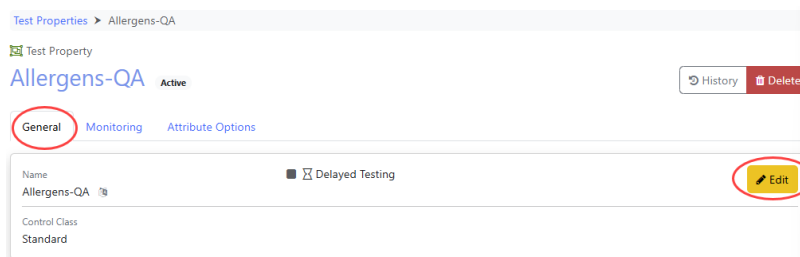 Test Properties > Allergens-QA
Test Property
Allergens-QA Active
History Delete
General Monitoring Attribute Options
Name
Delayed Testing
Edit
Allergens-QA
Control Class
Standard